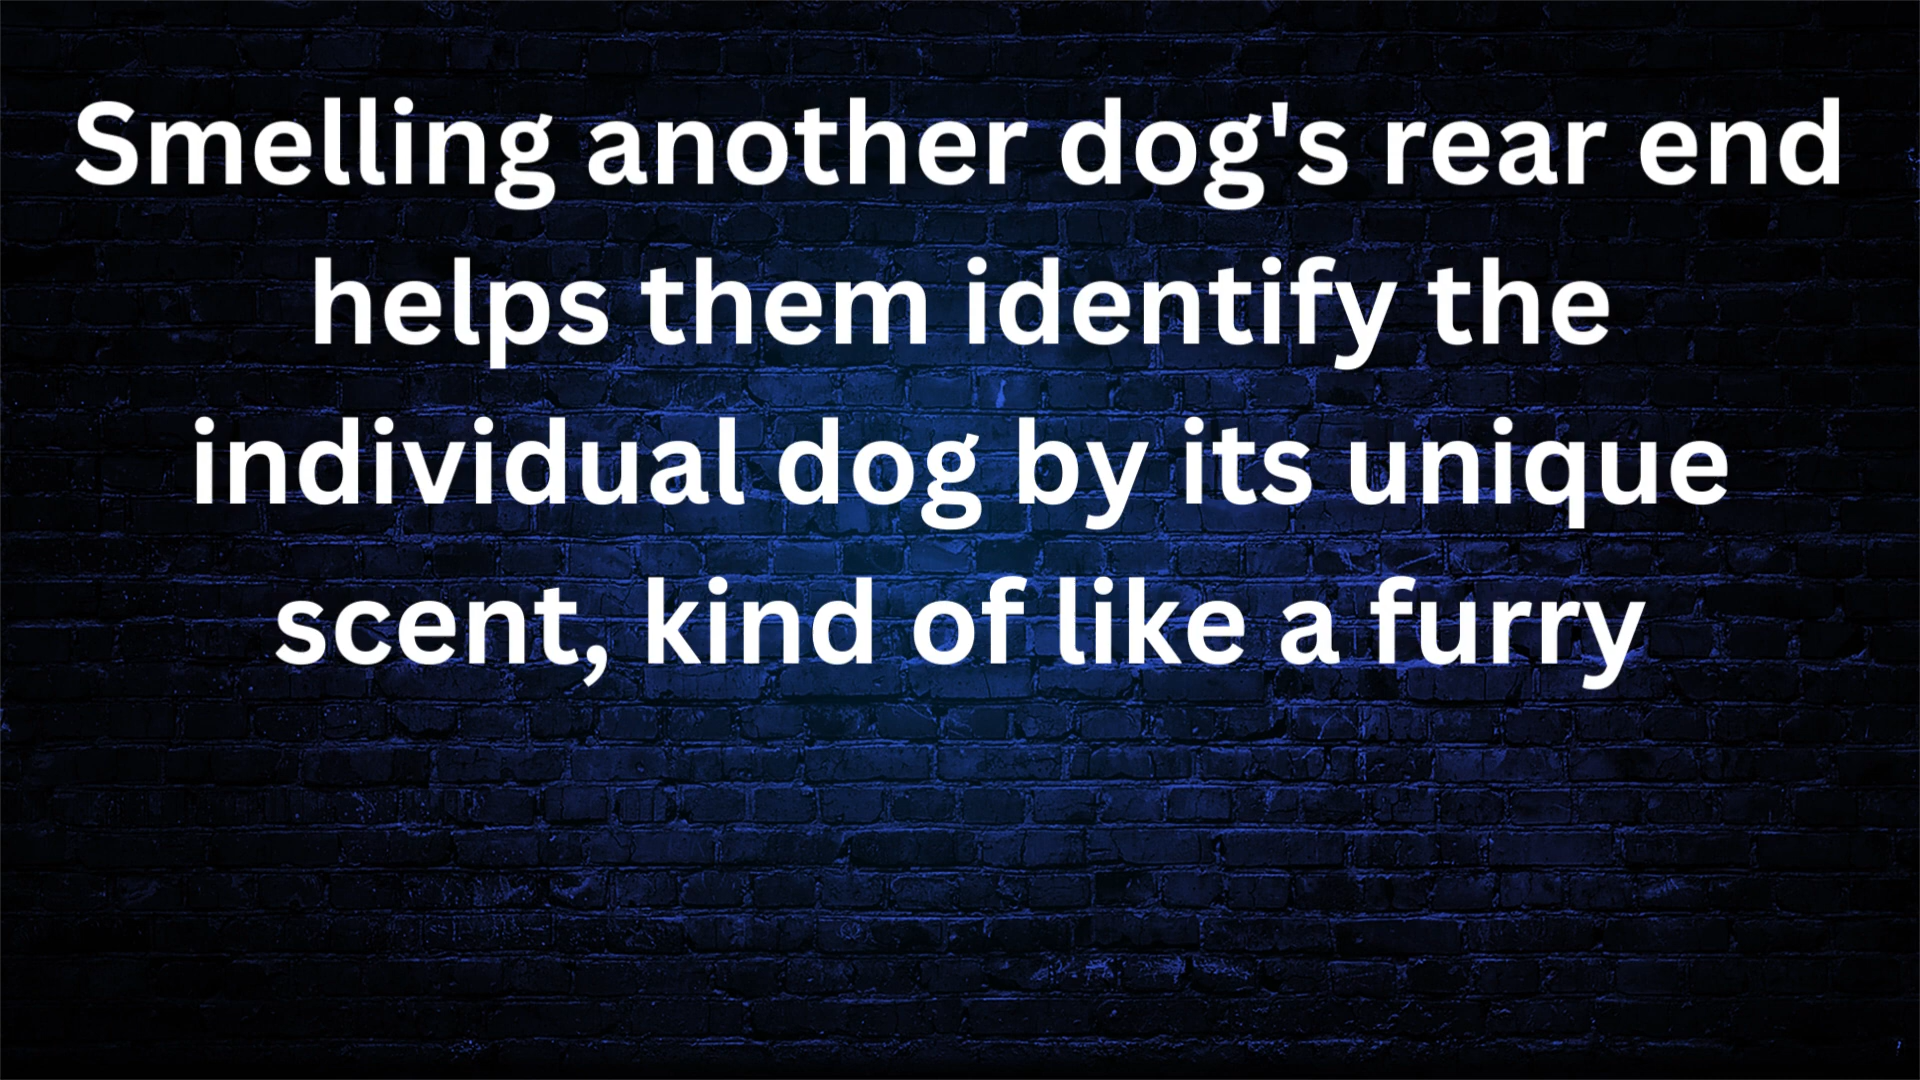 Smelling another dog's rear end
helps them identify the
individual dog by its unique
scent, kind of like a furry